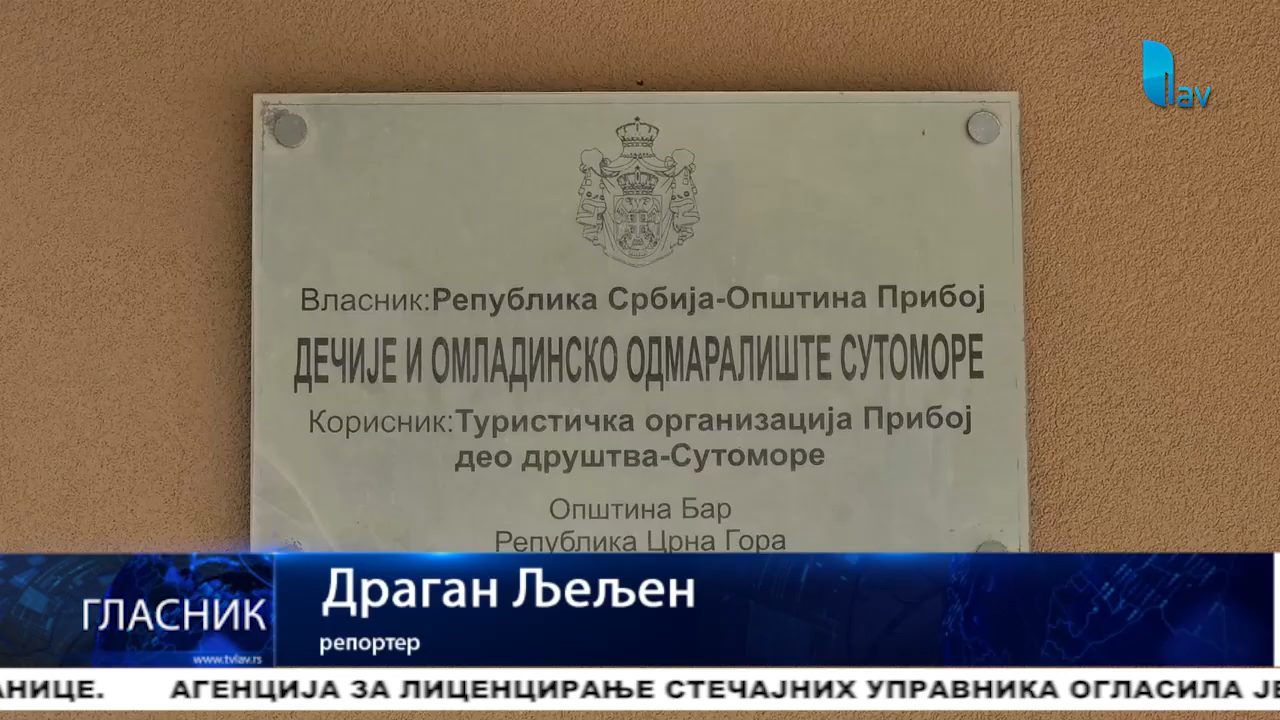 lav
Власник:Република Србија-Општина Прибој
ДЕЧИЈЕ И ОМЛАДИНСКО ОДМАРАЛИШТЕ СУТОМОРЕ
Корисник:Туристичка организација Прибој
део друштва-Сутоморе
Општина Бар
Република Црна Гора
Драган Љељен
ГЛАСНИК
репортер
www.tvlav.rs
АНИЦЕ. АГЕНЦИЈА ЗА ЛИЦЕНЦИРАЊЕ СТЕЧАЈНИХ УПРАВНИКА ОГЛАСИЛА ЈЕ